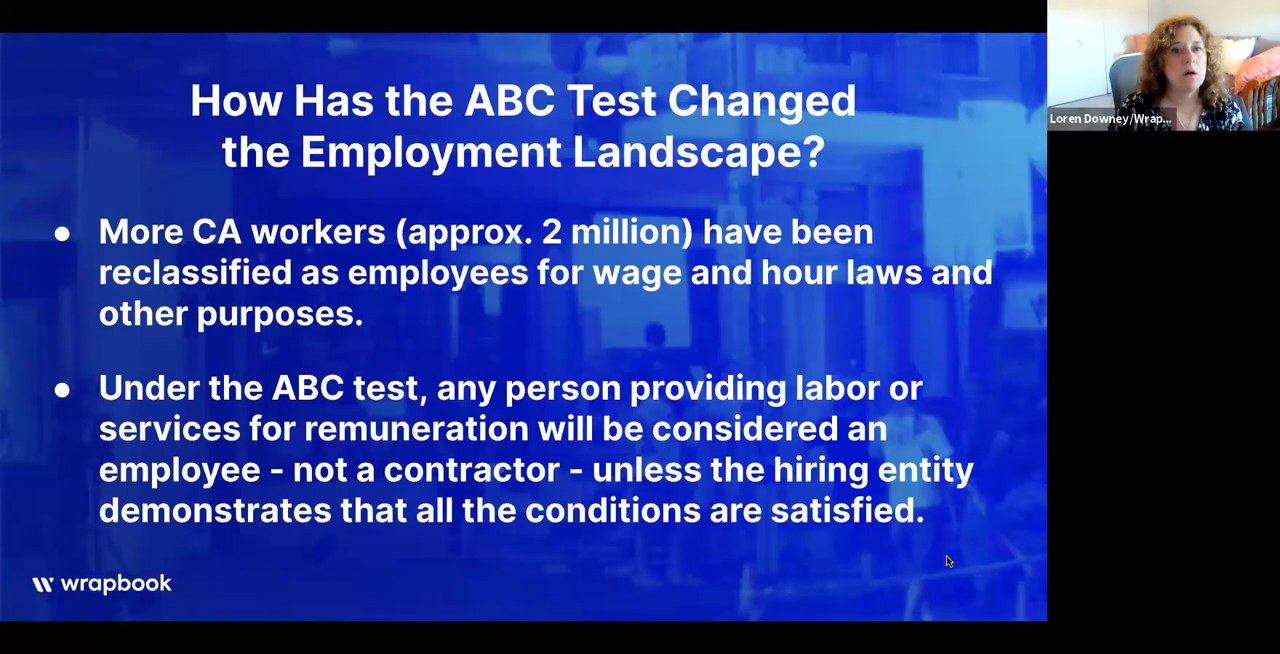 How Has the ABC Test Changed
the Employment Landscape?
● More CA workers (approx. 2 million) have been
reclassified as employees for wage and hour laws and
other purposes.
● Under the ABC test, any person providing labor or
services for remuneration will be considered an
employee - not a contractor - unless the hiring entity
demonstrates that all the conditions are satisfied.
wrapbook
Loren Downey/Wrap...